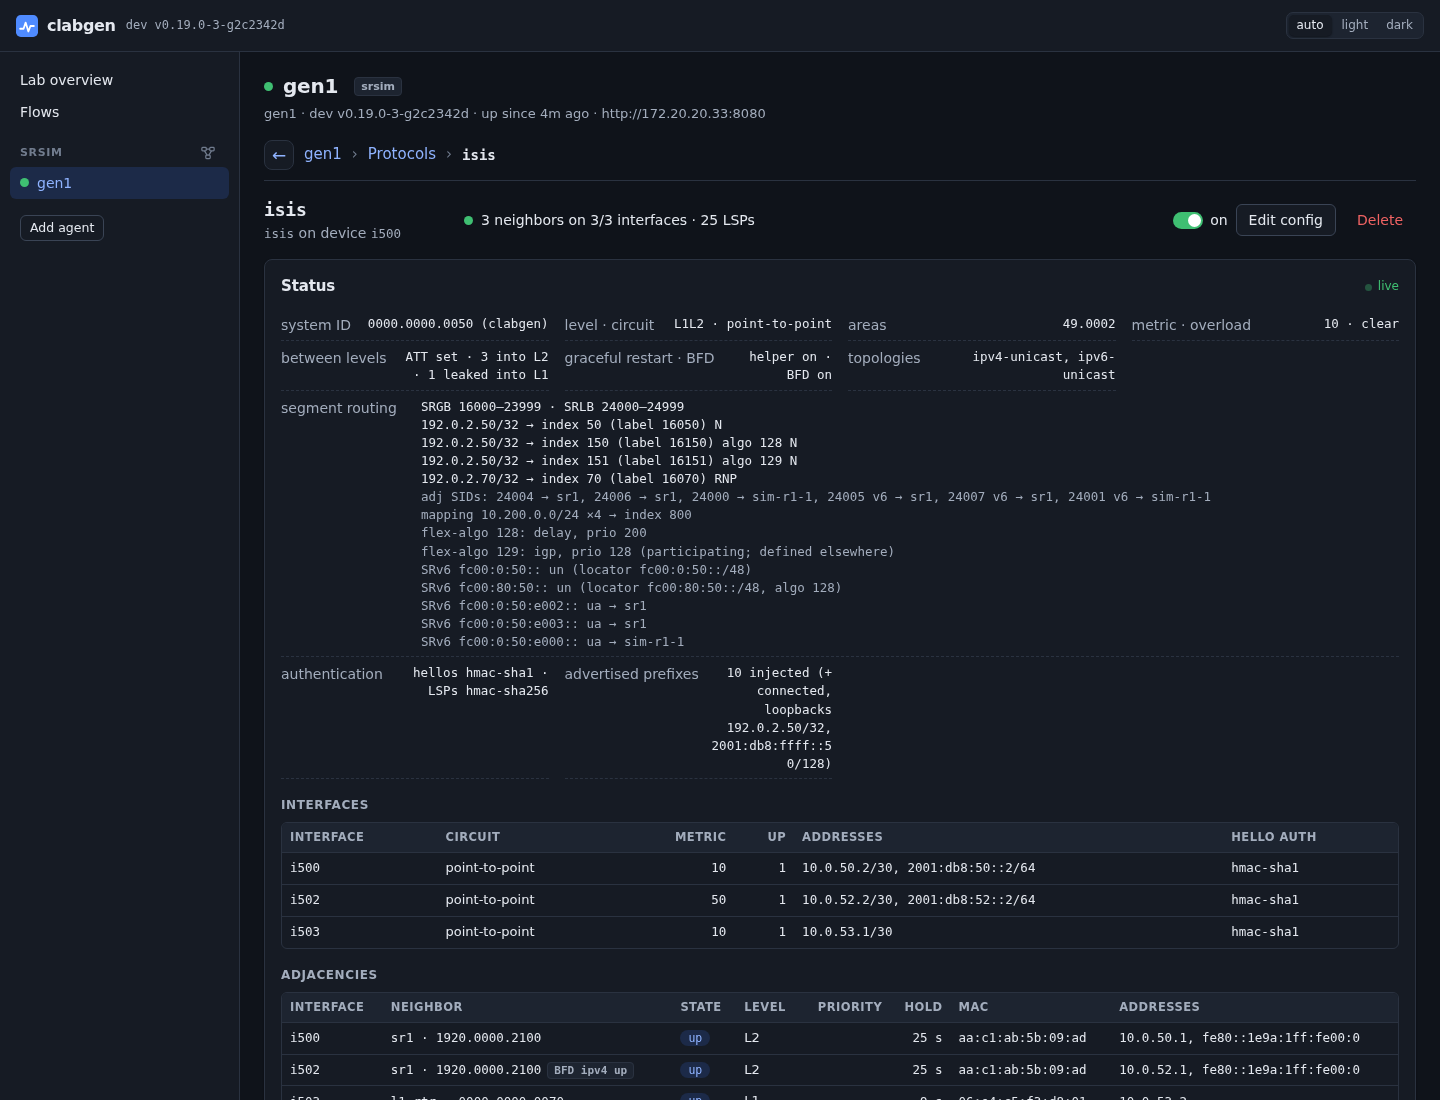 clabgen dev v0.19.0-3-g2c2342d
auto light dark
Lab overview
Flows
SRSIM
gen1
Add agent
gen1 srsim
gen1 · dev v0.19.0-3-g2c2342d · up since 4m ago · http://172.20.20.33:8080
← gen1 › Protocols › isis
isis
isis on device i500
3 neighbors on 3/3 interfaces · 25 LSPs
on Edit config Delete
Status
live
system ID 0000.0000.0050 (clabgen)
level · circuit L1L2 · point-to-point
areas 49.0002
metric · overload 10 · clear
between levels ATT set · 3 into L2
· 1 leaked into L1
graceful restart · BFD helper on ·
BFD on
topologies ipv4-unicast, ipv6-
unicast
segment routing SRGB 16000–23999 · SRLB 24000–24999
192.0.2.50/32 → index 50 (label 16050) N
192.0.2.50/32 → index 150 (label 16150) algo 128 N
192.0.2.50/32 → index 151 (label 16151) algo 129 N
192.0.2.70/32 → index 70 (label 16070) RNP
adj SIDs: 24004 → sr1, 24006 → sr1, 24000 → sim-r1-1, 24005 v6 → sr1, 24007 v6 → sr1, 24001 v6 → sim-r1-1
mapping 10.200.0.0/24 ×4 → index 800
flex-algo 128: delay, prio 200
flex-algo 129: igp, prio 128 (participating; defined elsewhere)
SRv6 fc00:0:50:: un (locator fc00:0:50::/48)
SRv6 fc00:80:50:: un (locator fc00:80:50::/48, algo 128)
SRv6 fc00:0:50:e002:: ua → sr1
SRv6 fc00:0:50:e003:: ua → sr1
SRv6 fc00:0:50:e000:: ua → sim-r1-1
authentication hellos hmac-sha1 ·
LSPs hmac-sha256
advertised prefixes 10 injected (+
connected,
loopbacks
192.0.2.50/32,
2001:db8:ffff::5
0/128)
INTERFACES
INTERFACE CIRCUIT METRIC UP ADDRESSES HELLO AUTH
i500 point-to-point 10 1 10.0.50.2/30, 2001:db8:50::2/64 hmac-sha1
i502 point-to-point 50 1 10.0.52.2/30, 2001:db8:52::2/64 hmac-sha1
i503 point-to-point 10 1 10.0.53.1/30 hmac-sha1
ADJACENCIES
INTERFACE NEIGHBOR STATE LEVEL PRIORITY HOLD MAC ADDRESSES
i500 sr1 · 1920.0000.2100 up L2 25 s aa:c1:ab:5b:09:ad 10.0.50.1, fe80::1e9a:1ff:fe00:0
i502 sr1 · 1920.0000.2100 BFD ipv4 up up L2 25 s aa:c1:ab:5b:09:ad 10.0.52.1, fe80::1e9a:1ff:fe00:0